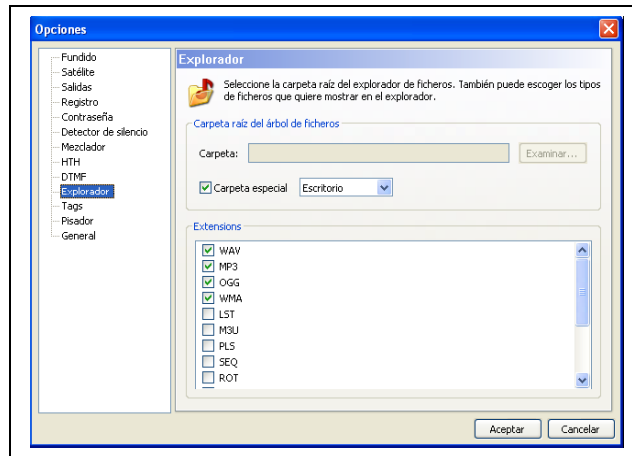 Opciones
Fundido
Satélite
Salidas
Registro
Contraseña
Detector de silencio
Mezclador
HTH
DTMF
Explorador
Tags
Pisador
General
Explorador
Seleccione la carpeta raíz del explorador de ficheros. También puede escoger los tipos
de ficheros que quiere mostrar en el explorador.
Carpeta raíz del árbol de ficheros
Carpeta:
Examinar...
Carpeta especial
Escritorio
Extensions
WAV
MP3
OGG
WMA
LST
M3U
PLS
SEQ
ROT
Aceptar
Cancelar